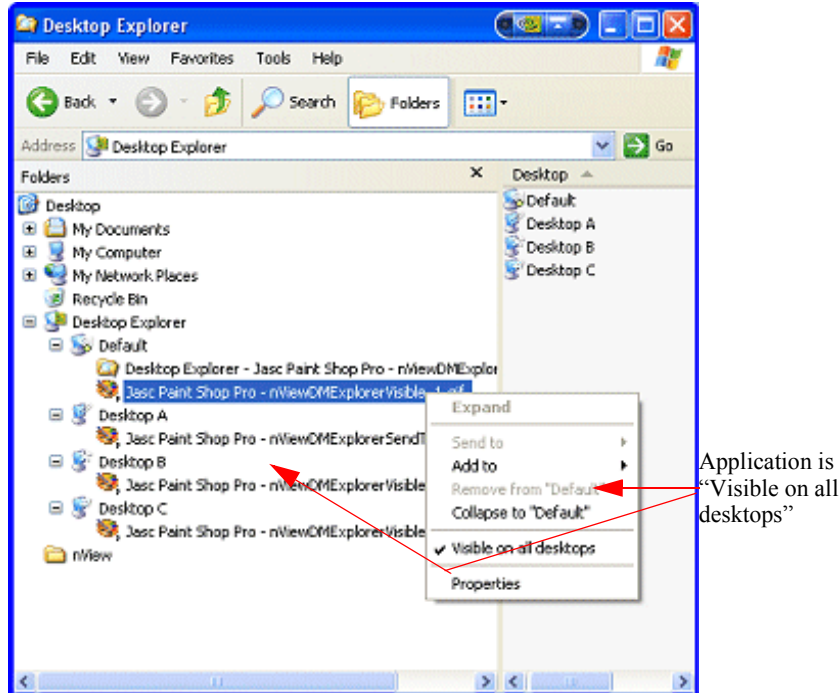 Desktop Explorer
File Edit View Favorites Tools Help
Back Search Folders
Address Desktop Explorer Go
Folders x Desktop
Desktop
My Documents
My Computer
My Network Places
Recycle Bin
Desktop Explorer
Default
Desktop Explorer - Jasc Paint Shop Pro - nViewDMExplor
Jasc Paint Shop Pro - nViewDMExplorerVisible_1.gif
Desktop A
Jasc Paint Shop Pro - nViewDMExplorerSendT
Desktop B
Jasc Paint Shop Pro - nViewDMExplorerVisible
Desktop C
Jasc Paint Shop Pro - nViewDMExplorerVisible
nView
Default
Desktop A
Desktop B
Desktop C
Expand
Send to
Add to
Remove from "Default"
Collapse to "Default"
Visible on all desktops
Properties
Application is
“Visible on all
desktops”